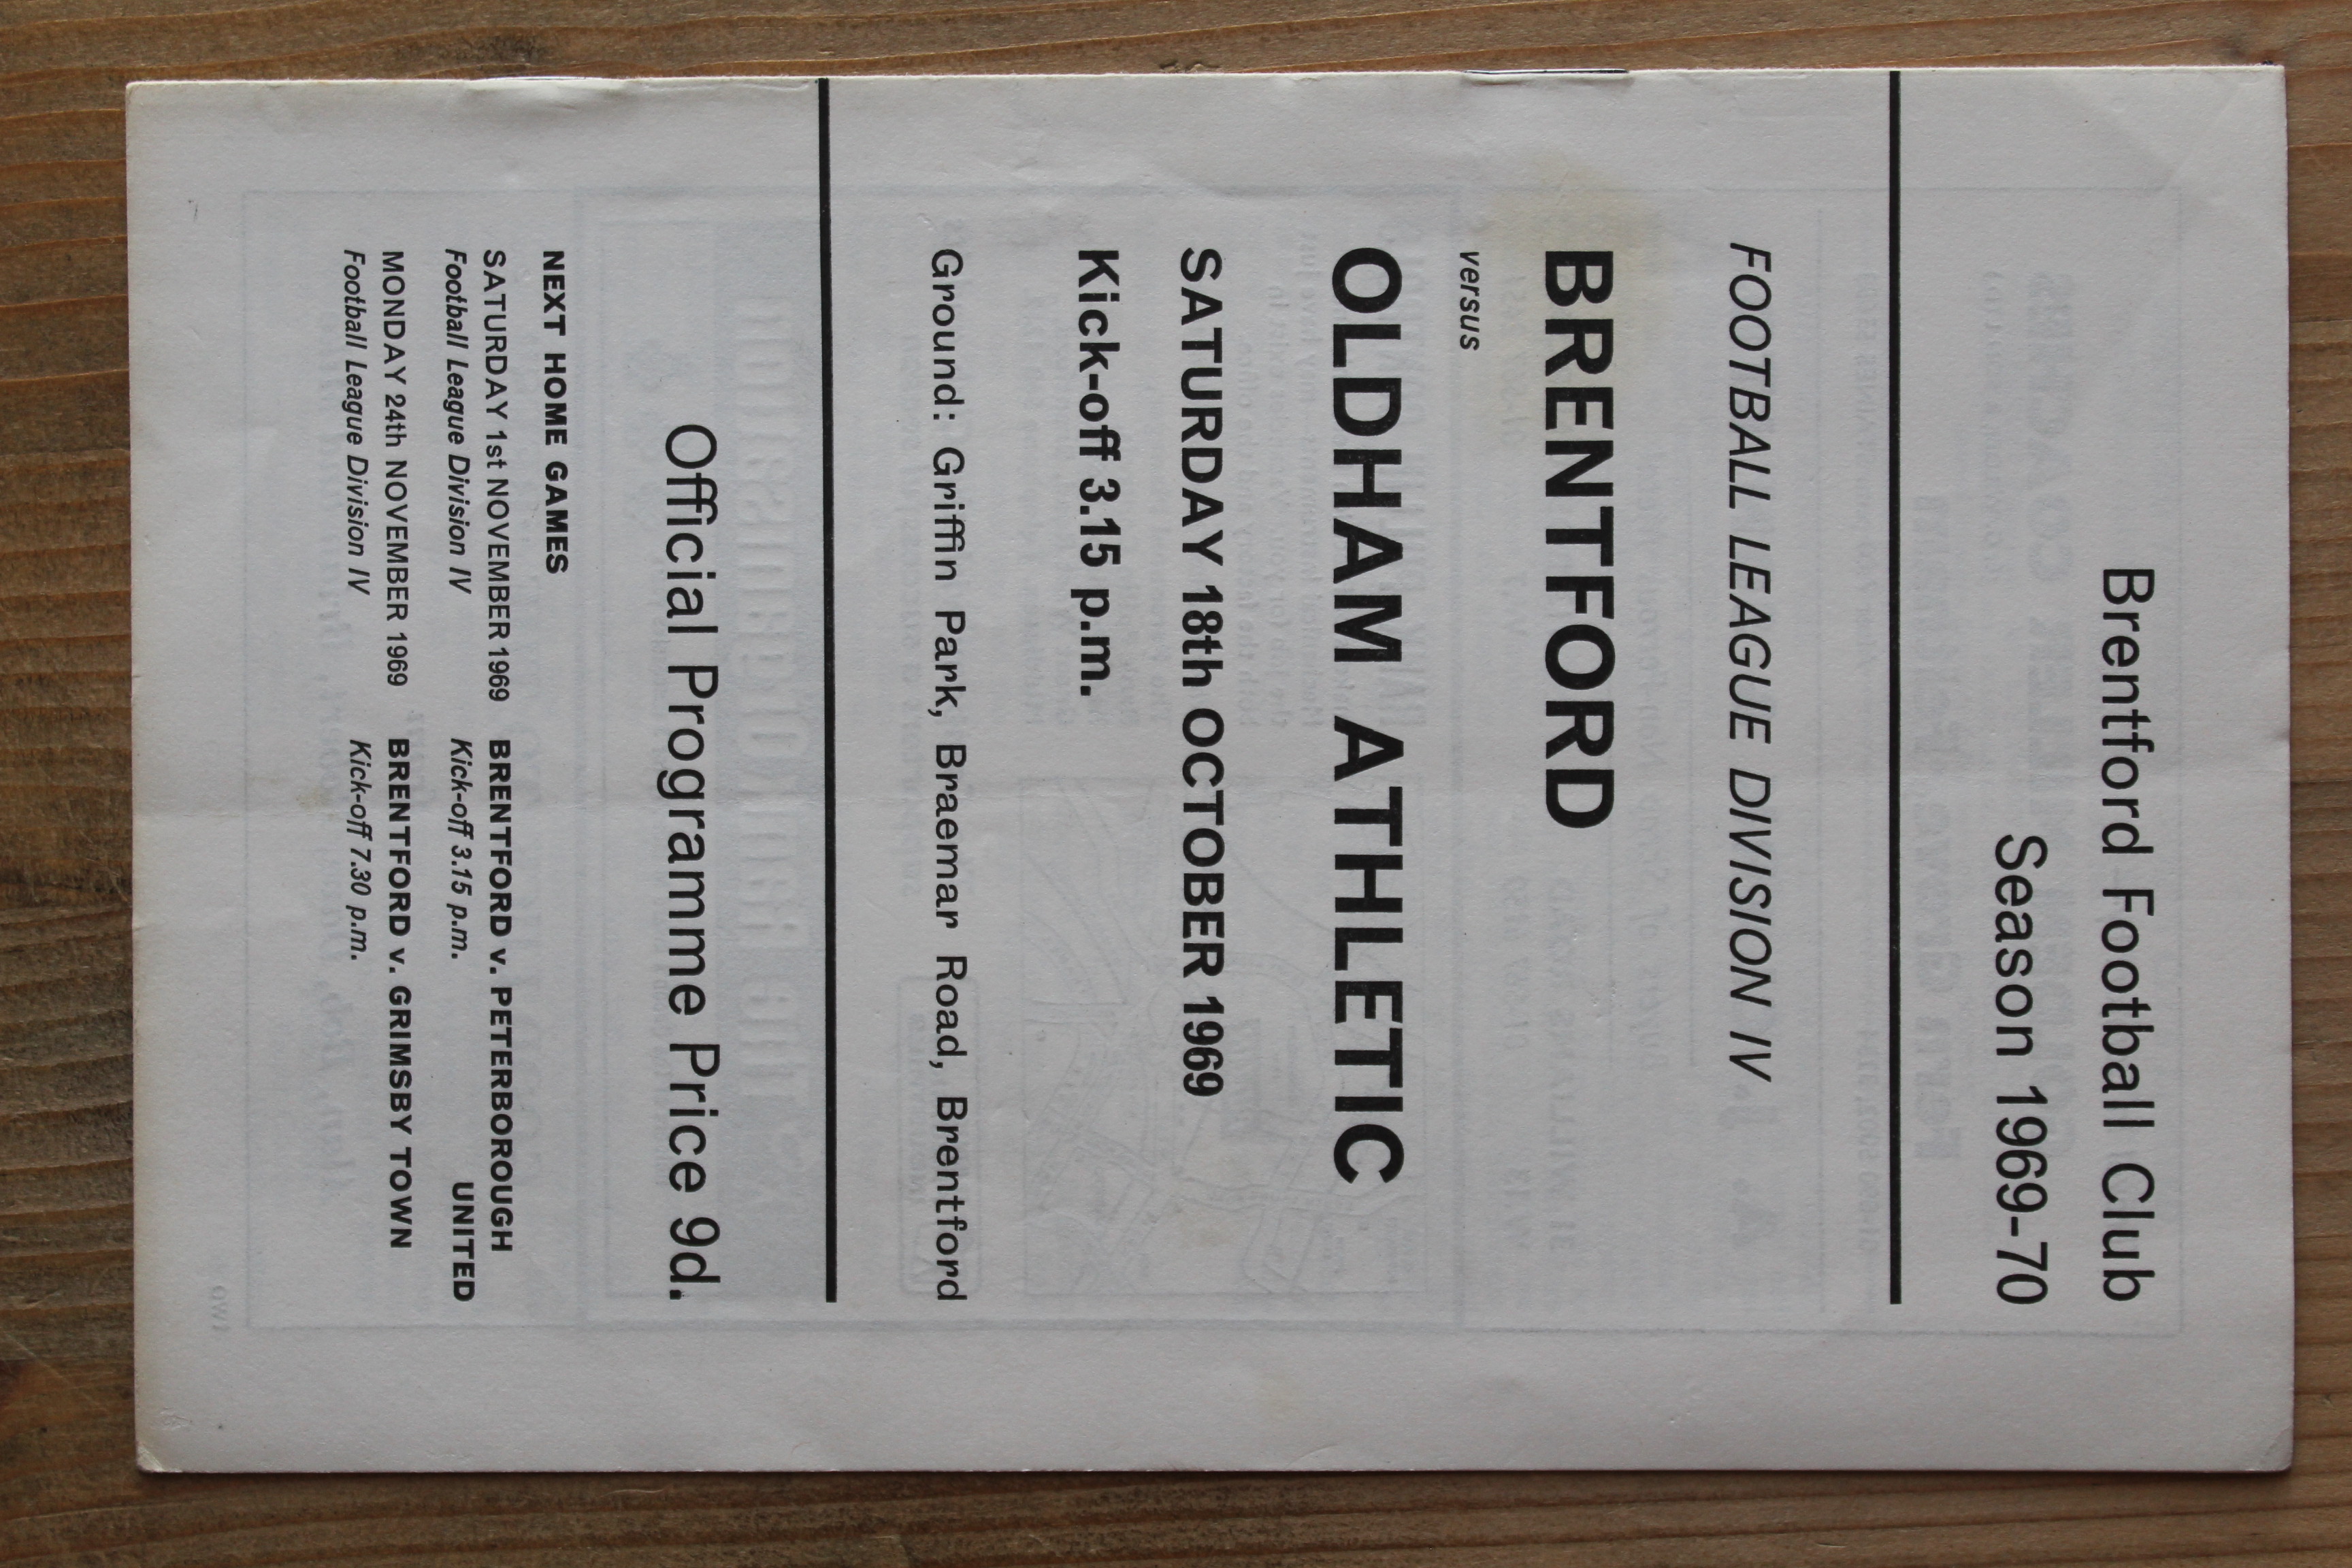 Brentford Football Club
Season 1969-70
FOOTBALL LEAGUE DIVISION IV
BRENTFORD
versus
OLDHAM ATHLETIC
SATURDAY 18th OCTOBER 1969
Kick-off 3.15 p.m.
Ground: Griffin Park, Braemar Road, Brentford
Official Programme Price 9d.
NEXT HOME GAMES
SATURDAY 1st NOVEMBER 1969 BRENTFORD v. PETERBOROUGH
Football League Division IV Kick-off 3.15 p.m. UNITED
MONDAY 24th NOVEMBER 1969 BRENTFORD v. GRIMSBY TOWN
Football League Division IV Kick-off 7.30 p.m.